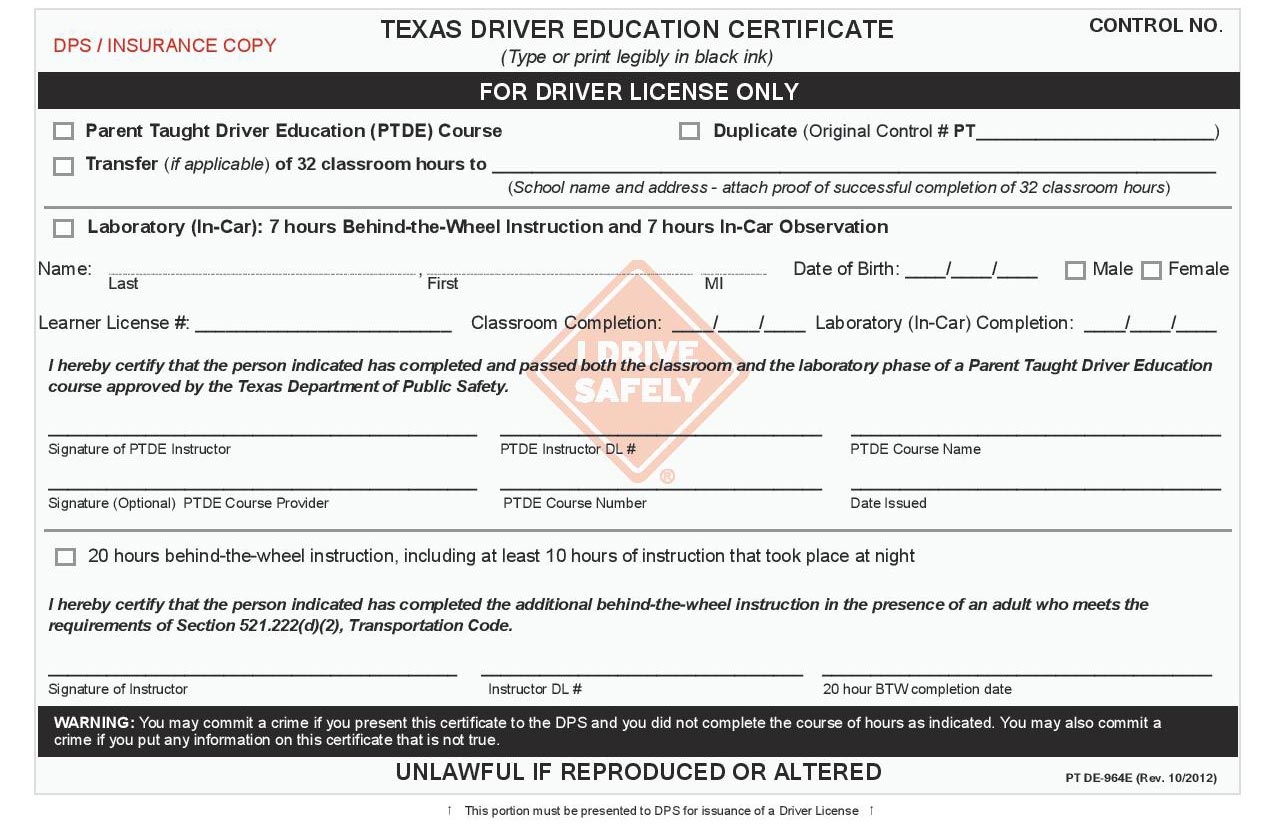 TEXAS DRIVER EDUCATION CERTIFICATE
CONTROL NO.
DPS / INSURANCE COPY
(Type or print legibly in black ink)
FOR DRIVER LICENSE ONLY
Parent Taught Driver Education (PTDE) Course
Duplicate (Original Control # PT______________________)
Transfer (if applicable) of 32 classroom hours to ______________________
(School name and address - attach proof of successful completion of 32 classroom hours)
Laboratory (In-Car): 7 hours Behind-the-Wheel Instruction and 7 hours In-Car Observation
Name: ______________________ , ______________________ ______ Date of Birth: ____/____/____ Male Female
Last First MI
Learner License #: ______________________ Classroom Completion: ____/____/____ Laboratory (In-Car) Completion: ____/____/____
I DRIVE
SAFELY
®
I hereby certify that the person indicated has completed and passed both the classroom and the laboratory phase of a Parent Taught Driver Education
course approved by the Texas Department of Public Safety.
Signature of PTDE Instructor PTDE Instructor DL # PTDE Course Name
Signature (Optional) PTDE Course Provider PTDE Course Number Date Issued
20 hours behind-the-wheel instruction, including at least 10 hours of instruction that took place at night
I hereby certify that the person indicated has completed the additional behind-the-wheel instruction in the presence of an adult who meets the
requirements of Section 521.222(d)(2), Transportation Code.
Signature of Instructor Instructor DL # 20 hour BTW completion date
WARNING: You may commit a crime if you present this certificate to the DPS and you did not complete the course of hours as indicated. You may also commit a
crime if you put any information on this certificate that is not true.
UNLAWFUL IF REPRODUCED OR ALTERED
PT DE-964E (Rev. 10/2012)
↑ This portion must be presented to DPS for issuance of a Driver License ↑